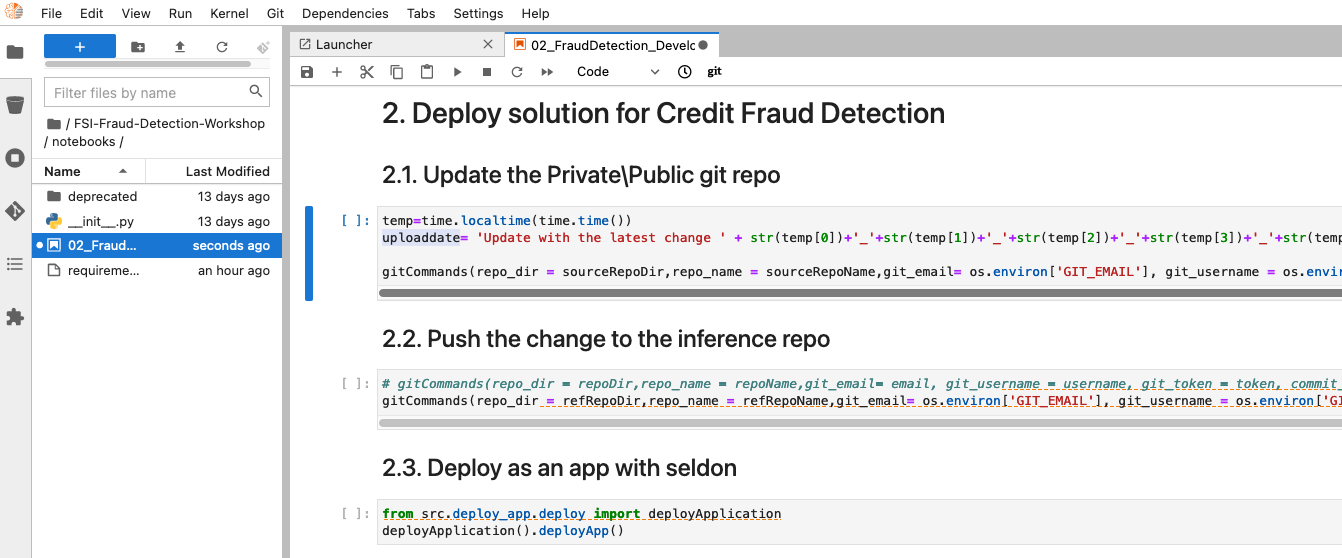 File Edit View Run Kernel Git Dependencies Tabs Settings Help
Launcher
02_FraudDetection_Develo
Filter files by name
Code
git
/ FSI-Fraud-Detection-Workshop
/ notebooks /
Name Last Modified
deprecated 13 days ago
__init__.py 13 days ago
02_Fraud... seconds ago
requireme... an hour ago
2. Deploy solution for Credit Fraud Detection
2.1. Update the Private\Public git repo
[ ]: temp=time.localtime(time.time())
uploaddate= 'Update with the latest change ' + str(temp[0])+'_'+str(temp[1])+'_'+str(temp[2])+'_'+str(temp[3])+'_'+str(temp
gitCommands(repo_dir = sourceRepoDir,repo_name = sourceRepoName,git_email= os.environ['GIT_EMAIL'], git_username = os.envir
2.2. Push the change to the inference repo
[ ]: # gitCommands(repo_dir = repoDir,repo_name = repoName,git_email= email, git_username = username, git_token = token, commit_
gitCommands(repo_dir = refRepoDir,repo_name = refRepoName,git_email= os.environ['GIT_EMAIL'], git_username = os.environ['GI
2.3. Deploy as an app with seldon
[ ]: from src.deploy_app.deploy import deployApplication
deployApplication().deployApp()